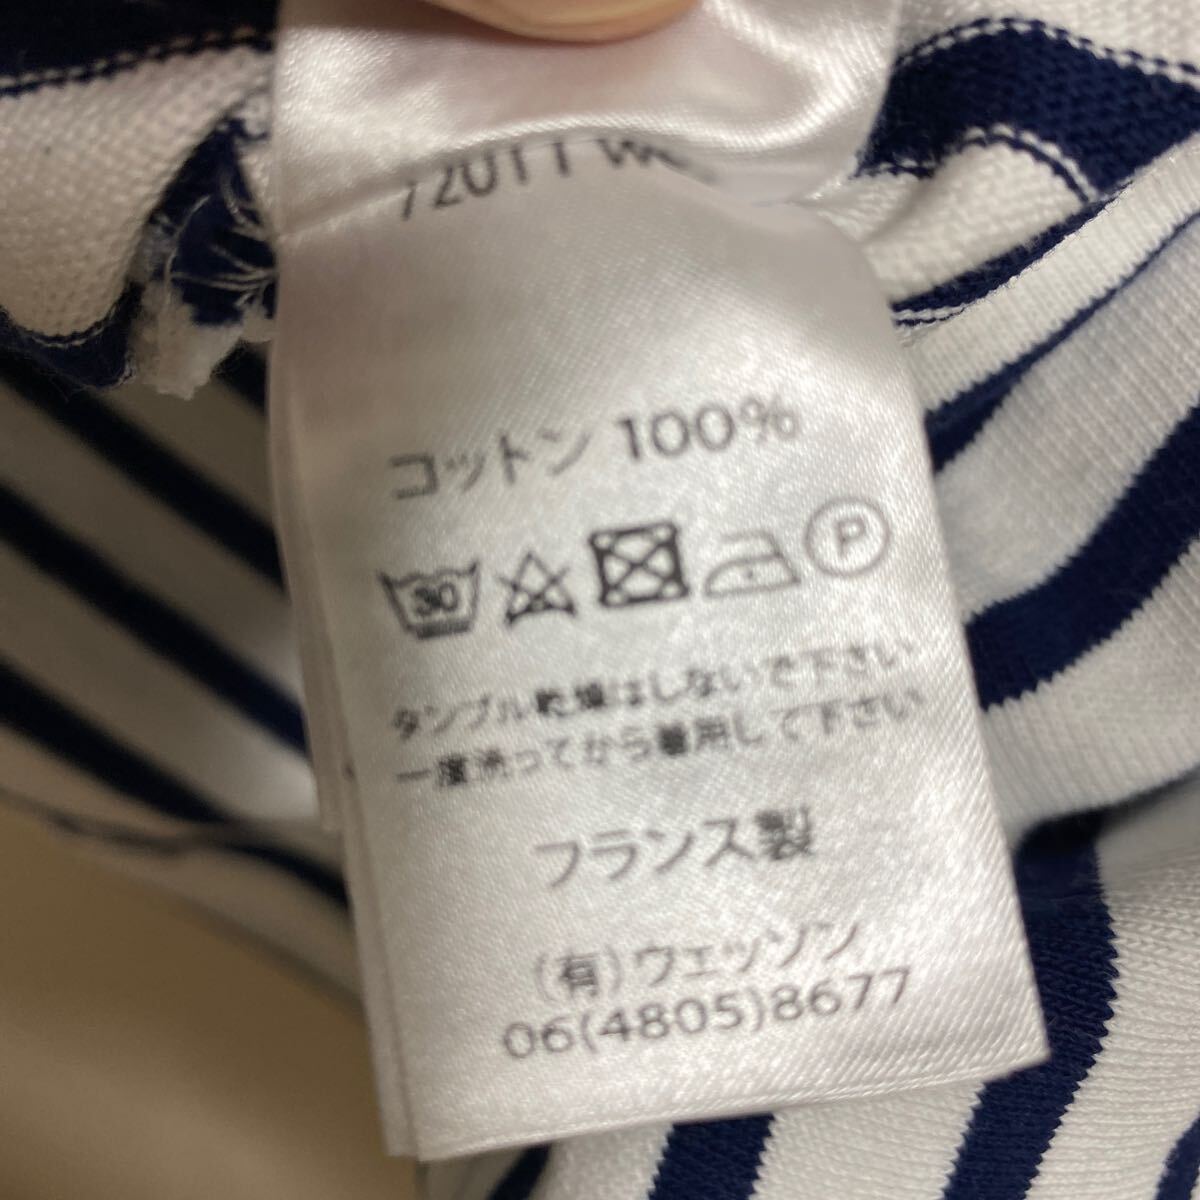 72011
コットン 100%
30 P
タンブル乾燥はしないで下さい
一度洗ってから着用して下さい
フランス製
(有)ウェッソン
06(4805)8677